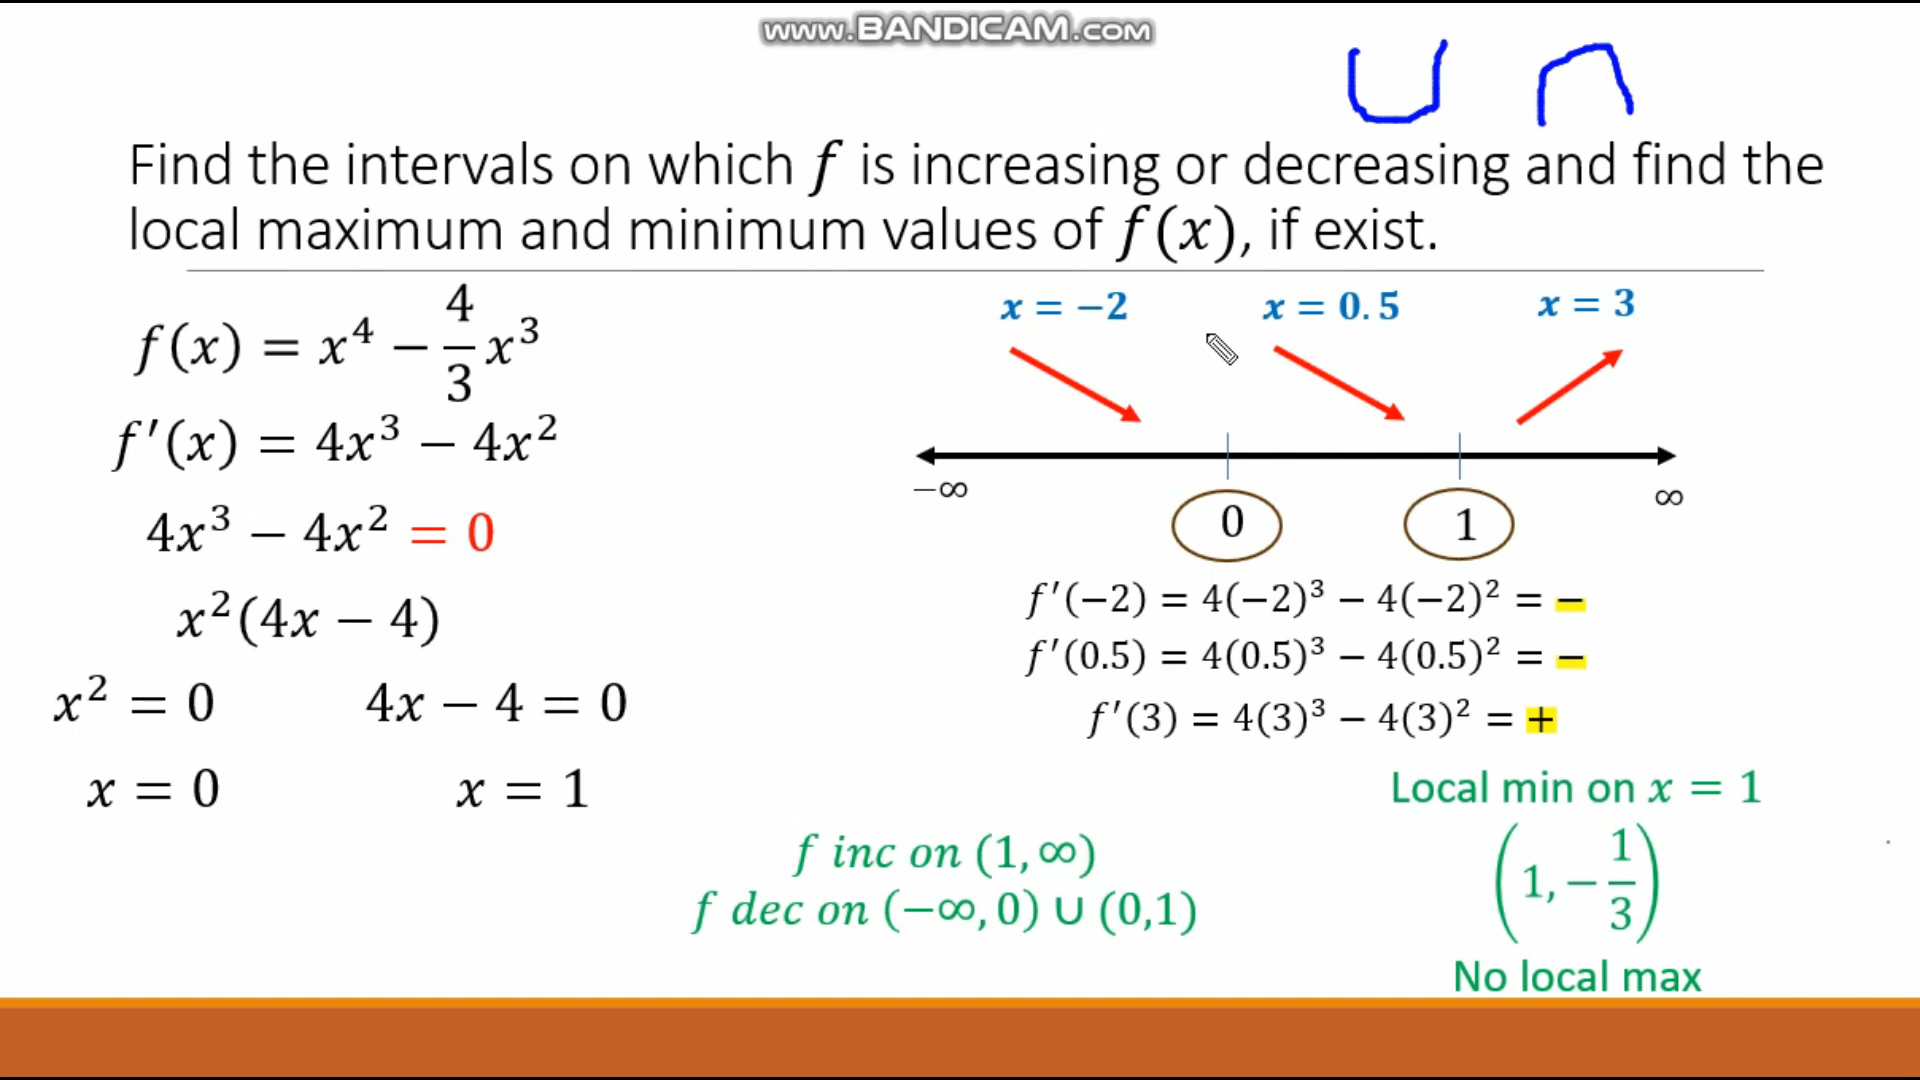 www.BANDICAM.com
Find the intervals on which f is increasing or decreasing and find the
local maximum and minimum values of f(x), if exist.
f(x) = x⁴ − 4/3 x³
f′(x) = 4x³ − 4x²
4x³ − 4x² = 0
x²(4x − 4)
x² = 0 4x − 4 = 0
x = 0 x = 1
x = −2 x = 0.5 x = 3
−∞ 0 1 ∞
f′(−2) = 4(−2)³ − 4(−2)² = −
f′(0.5) = 4(0.5)³ − 4(0.5)² = −
f′(3) = 4(3)³ − 4(3)² = +
f inc on (1, ∞)
f dec on (−∞, 0) ∪ (0,1)
Local min on x = 1
(1, −1/3)
No local max